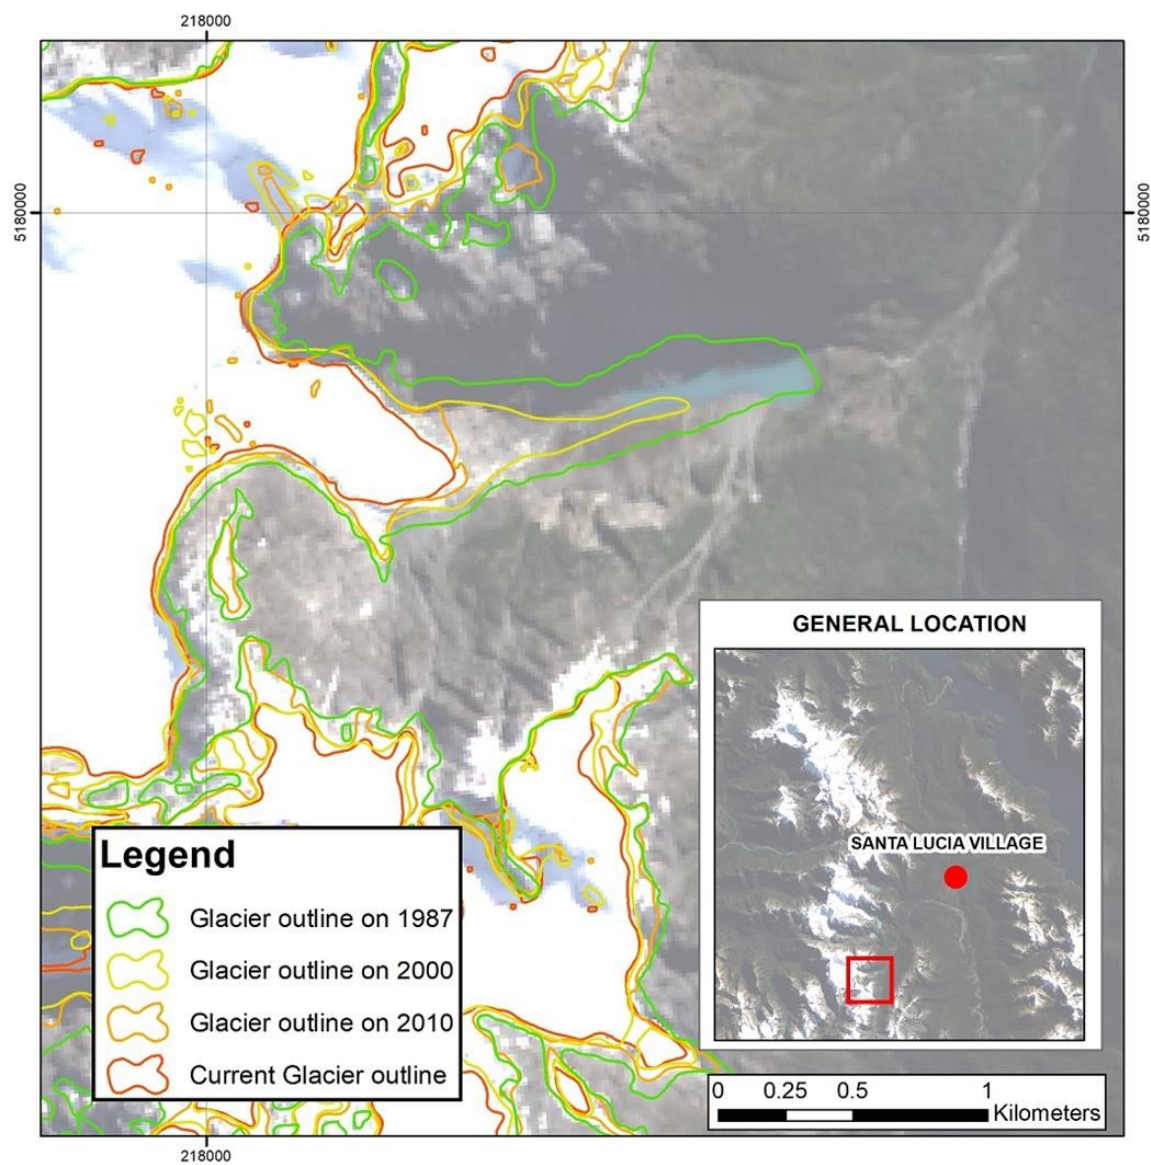 218000
5180000
5180000
GENERAL LOCATION
SANTA LUCIA VILLAGE
Legend
Glacier outline on 1987
Glacier outline on 2000
Glacier outline on 2010
Current Glacier outline
0 0.25 0.5 1
Kilometers
218000